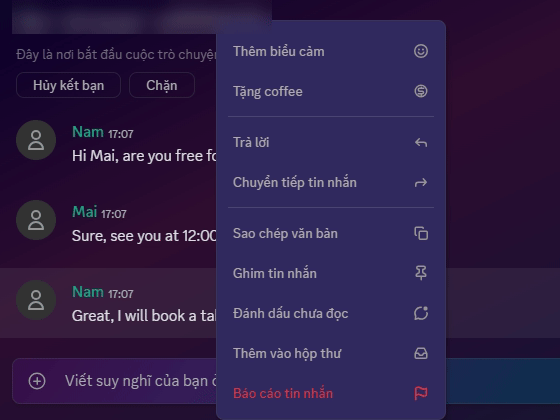 Đây là nơi bắt đầu cuộc trò chuyện
Hủy kết bạn
Chặn
Nam 17:07
Hi Mai, are you free
Mai 17:07
Sure, see you at 12:00
Nam 17:07
Great, I will book a
Viết suy nghĩ của bạn
Thêm biểu cảm
Tặng coffee
Trả lời
Chuyển tiếp tin nhắn
Sao chép văn bản
Ghim tin nhắn
Đánh dấu chưa đọc
Thêm vào hộp thư
Báo cáo tin nhắn